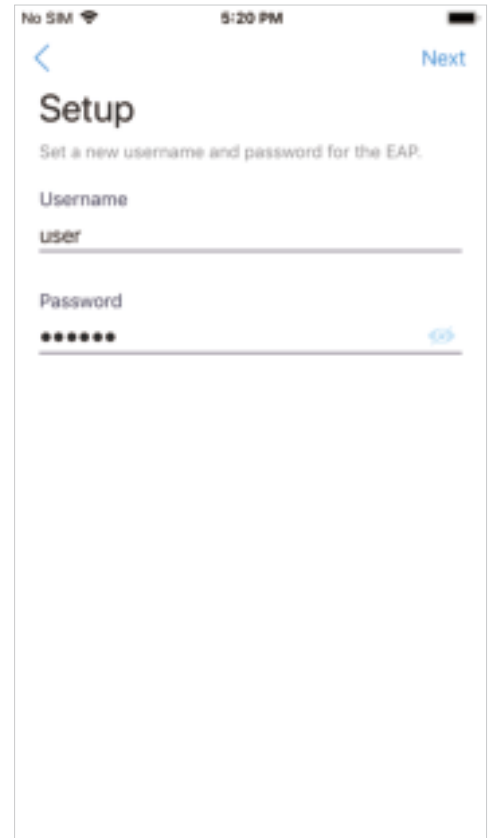 No SIM 5:20 PM
Next
Setup
Set a new username and password for the EAP.
Username
user
Password
••••••